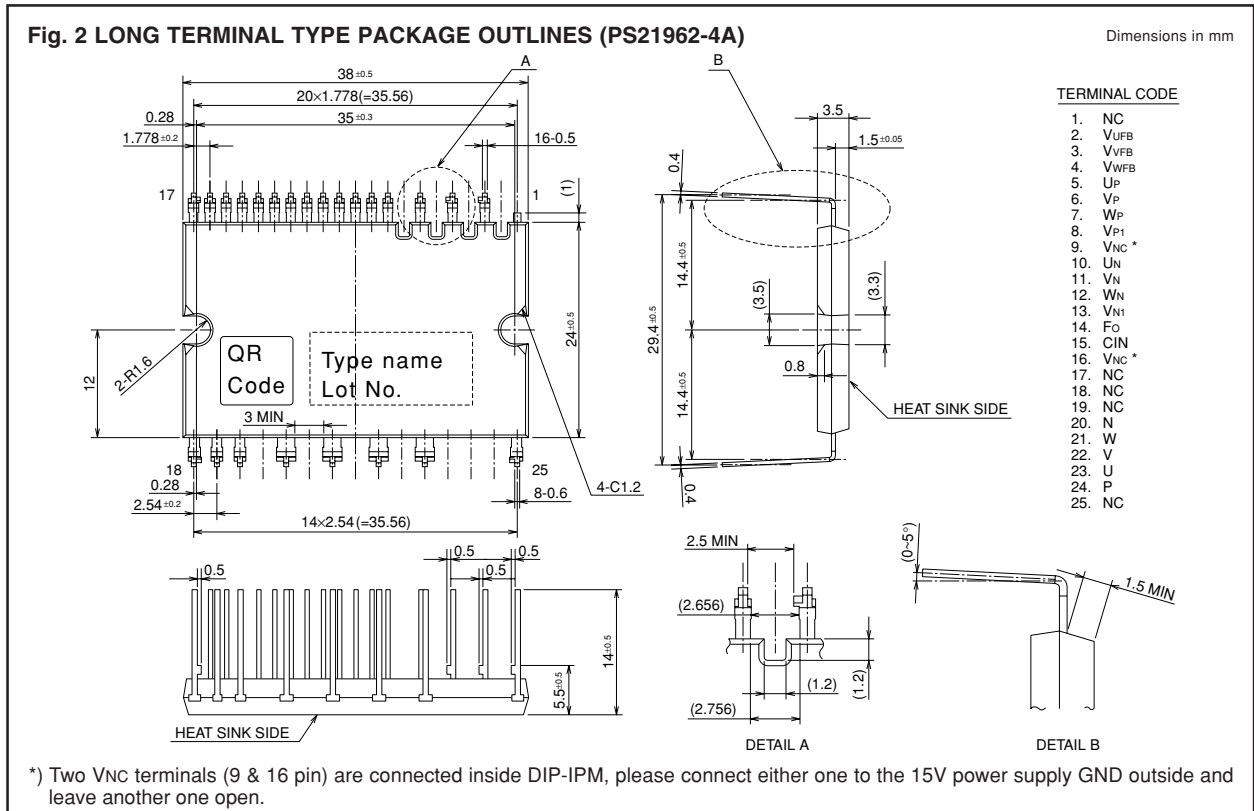 Fig. 2 LONG TERMINAL TYPE PACKAGE OUTLINES (PS21962-4A)
Dimensions in mm
A
38±0.5
20×1.778(=35.56)
0.28
35±0.3
1.778±0.2
16-0.5
17
1
(1)
2-R1.6
12
24±0.5
QR
Code
Type name
Lot No.
3 MIN
18
25
0.28
2.54±0.2
8-0.6
4-C1.2
14×2.54(=35.56)
B
3.5
1.5±0.05
0.4
14.4±0.5
29.4±0.5
(3.5)
(3.3)
0.8
14.4±0.5
HEAT SINK SIDE
0.4
TERMINAL CODE
1. NC
2. VUFB
3. VVFB
4. VWFB
5. UP
6. VP
7. WP
8. VP1
9. VNC *
10. UN
11. VN
12. WN
13. VN1
14. FO
15. CIN
16. VNC *
17. NC
18. NC
19. NC
20. N
21. W
22. V
23. U
24. P
25. NC
0.5
0.5
0.5
0.5
14±0.5
5.5±0.5
HEAT SINK SIDE
2.5 MIN
(2.656)
(1.2)
(1.2)
(2.756)
DETAIL A
(0~5°)
1.5 MIN
DETAIL B
*) Two VNC terminals (9 & 16 pin) are connected inside DIP-IPM, please connect either one to the 15V power supply GND outside and
leave another one open.